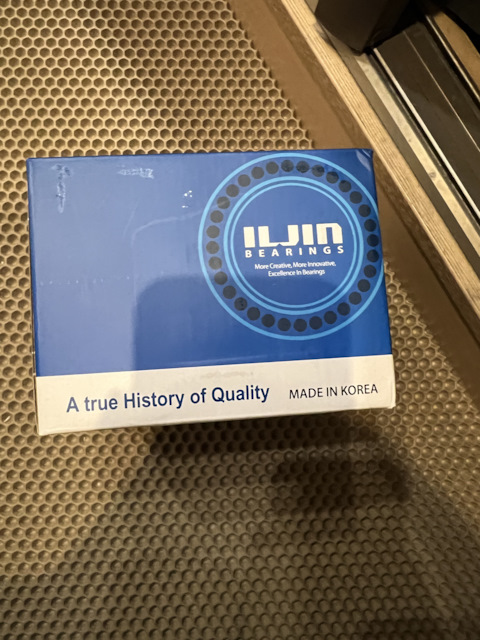 ILJIN
BEARINGS
More Creative, More Innovative,
Excellence In Bearings
A true History of Quality
MADE IN KOREA